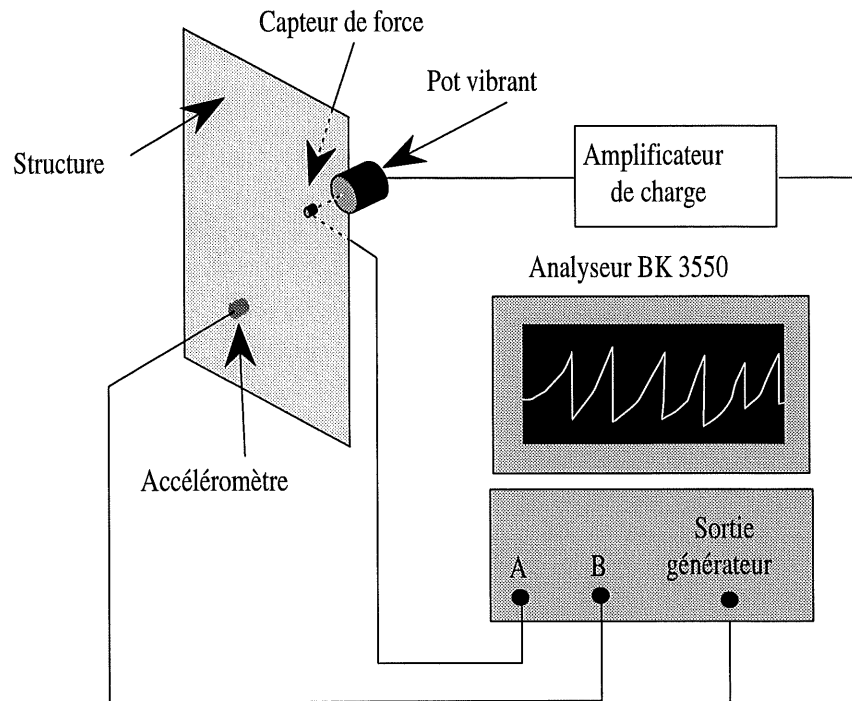 Capteur de force
Pot vibrant
Structure
Amplificateur
de charge
Analyseur BK 3550
Accéléromètre
Sortie
générateur
A
B